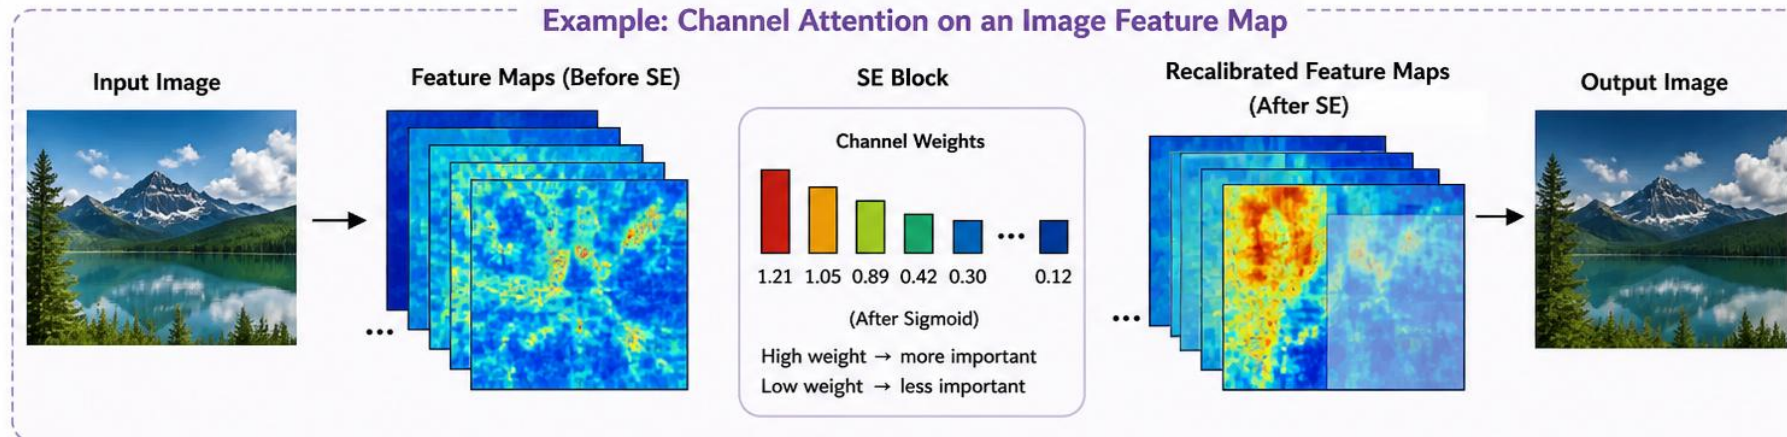 Example: Channel Attention on an Image Feature Map
Input Image
Feature Maps (Before SE)
SE Block
Recalibrated Feature Maps
(After SE)
Output Image
Channel Weights
1.21 1.05 0.89 0.42 0.30 ... 0.12
(After Sigmoid)
High weight → more important
Low weight → less important
...
...